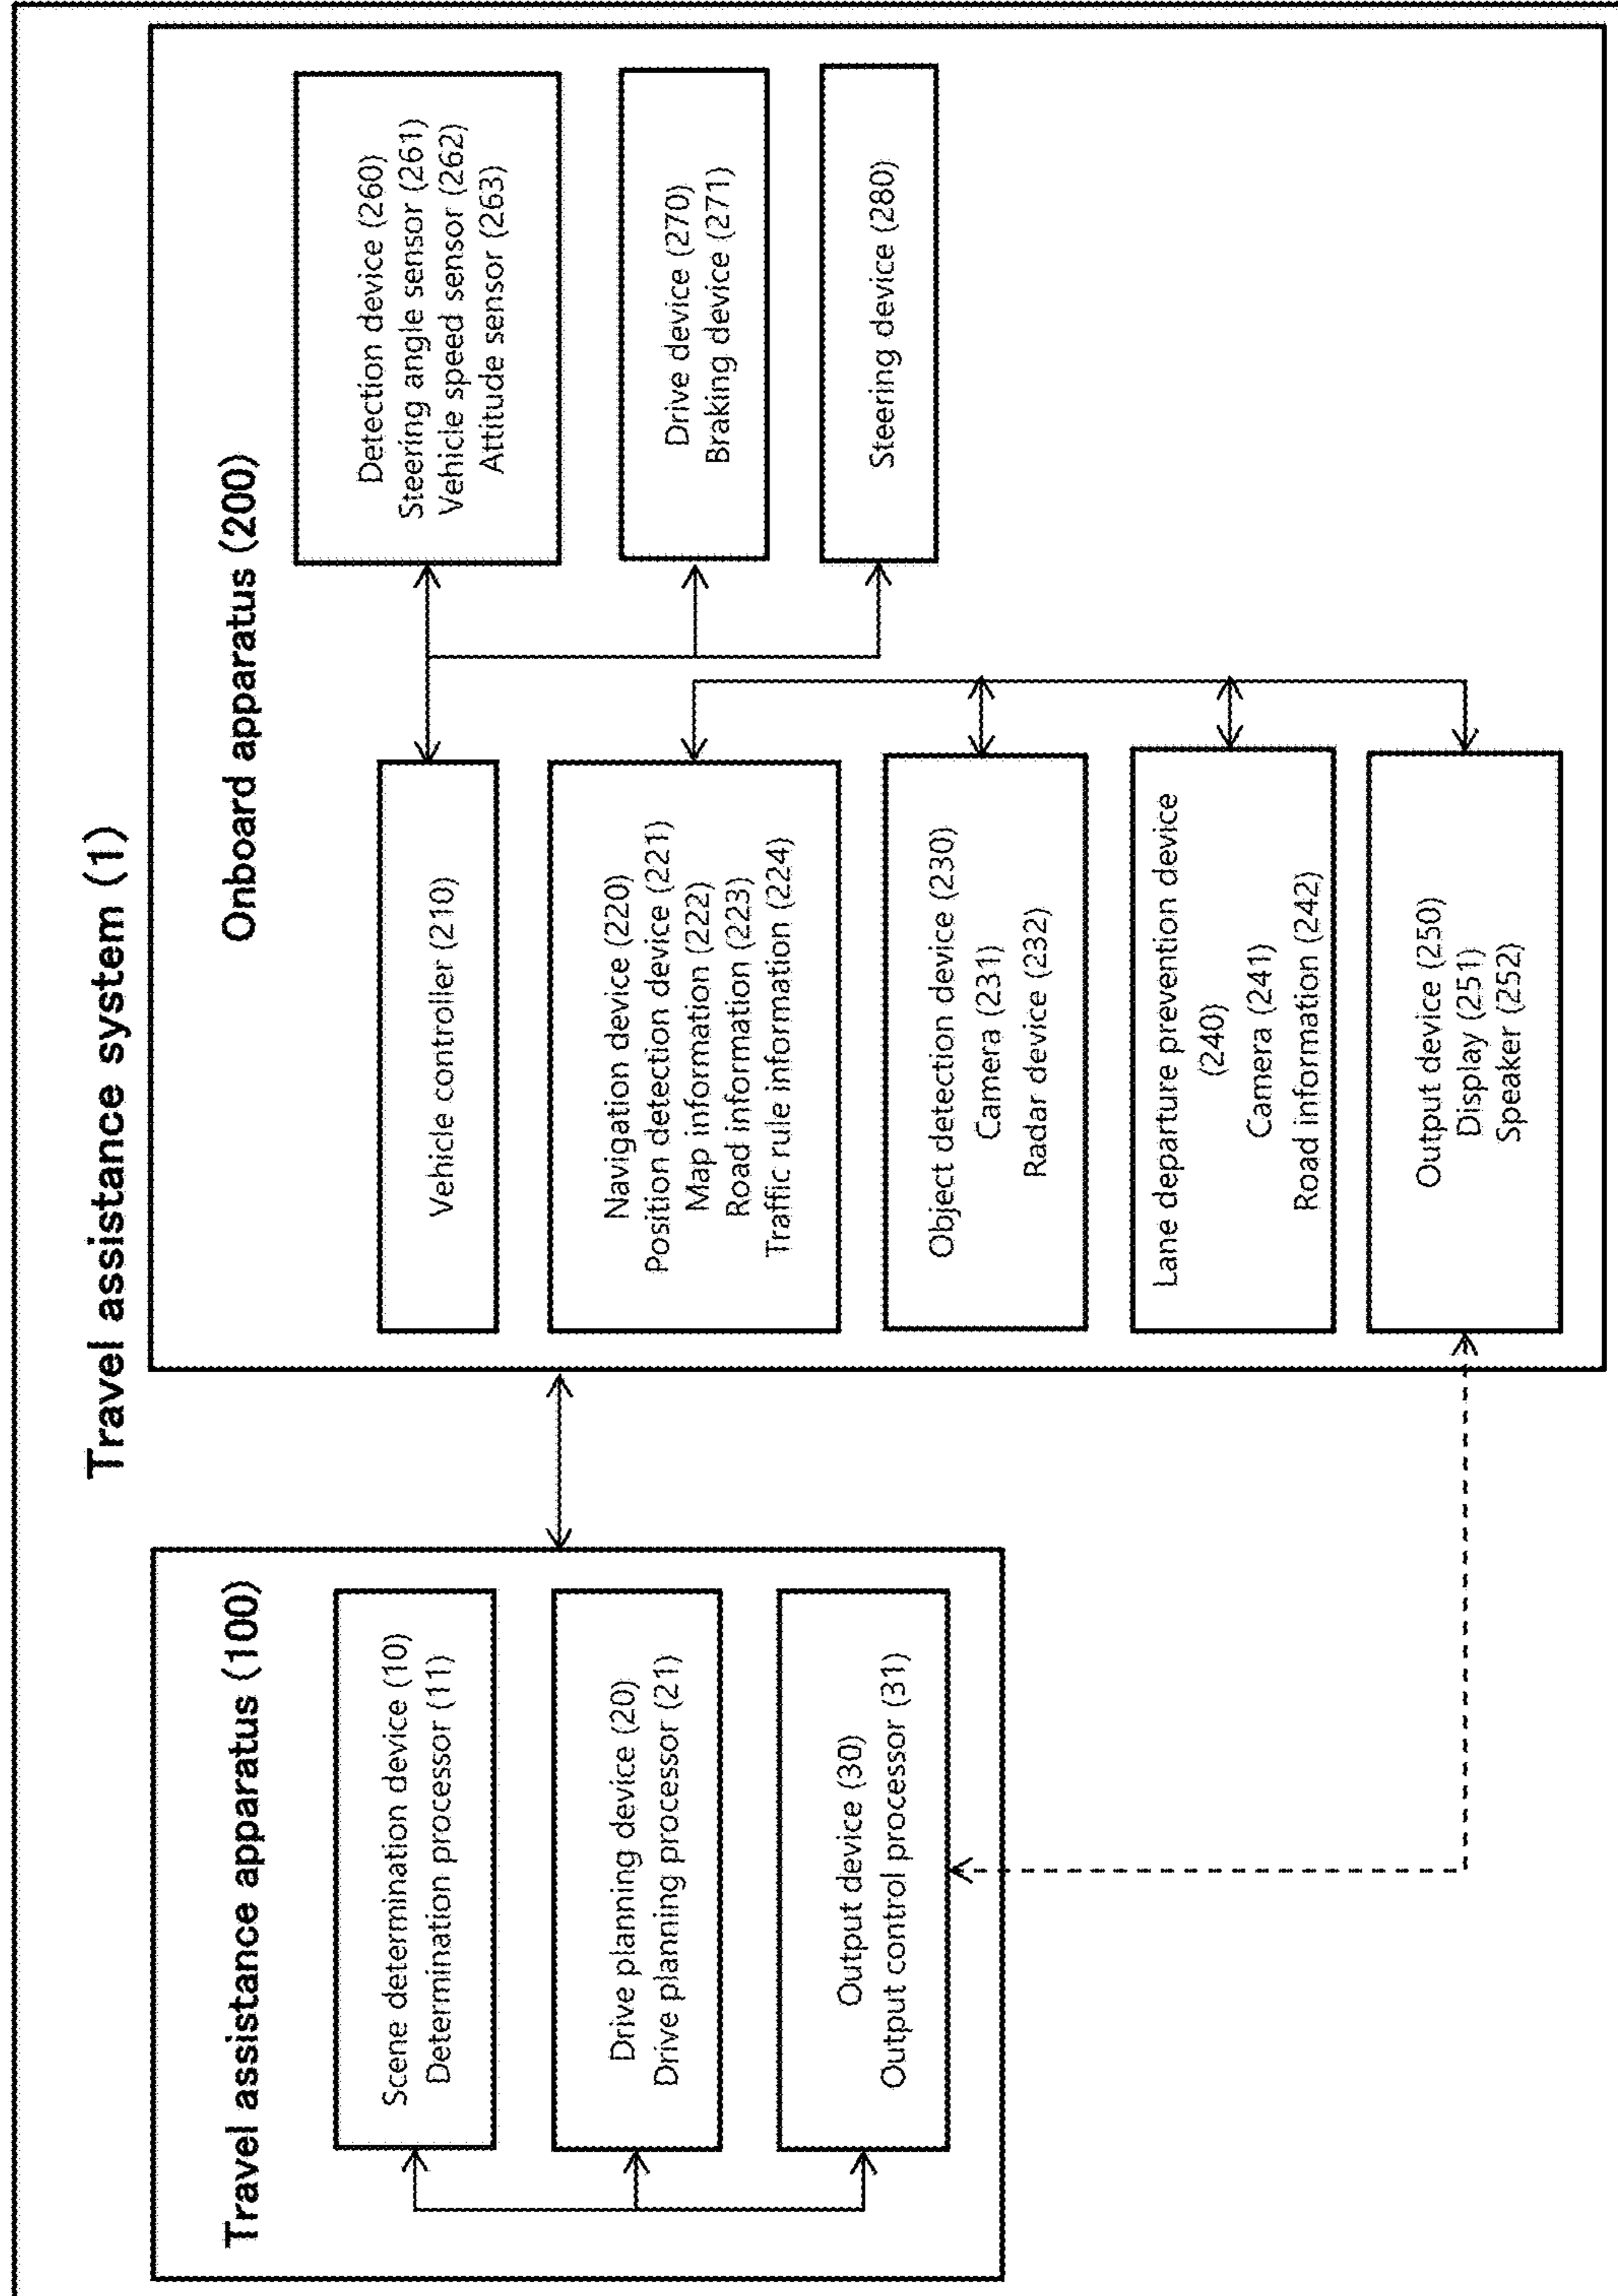 Travel assistance system (1)
Travel assistance apparatus (100)
Scene determination device (10)
Determination processor (11)
Drive planning device (20)
Drive planning processor (21)
Output device (30)
Output control processor (31)
Onboard apparatus (200)
Vehicle controller (210)
Navigation device (220)
Position detection device (221)
Map information (222)
Road information (223)
Traffic rule information (224)
Object detection device (230)
Camera (231)
Radar device (232)
Lane departure prevention device
(240)
Camera (241)
Road information (242)
Output device (250)
Display (251)
Speaker (252)
Detection device (260)
Steering angle sensor (261)
Vehicle speed sensor (262)
Attitude sensor (263)
Drive device (270)
Braking device (271)
Steering device (280)